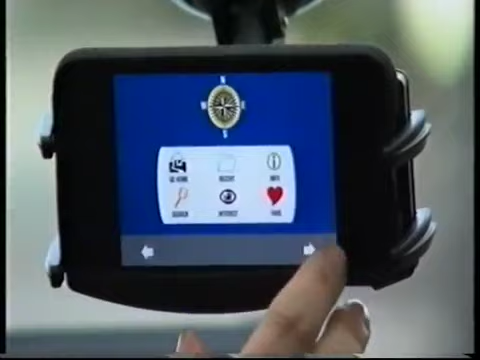 N
W E
S
GO HOME RECENT INFO
SEARCH INTEREST FAVS